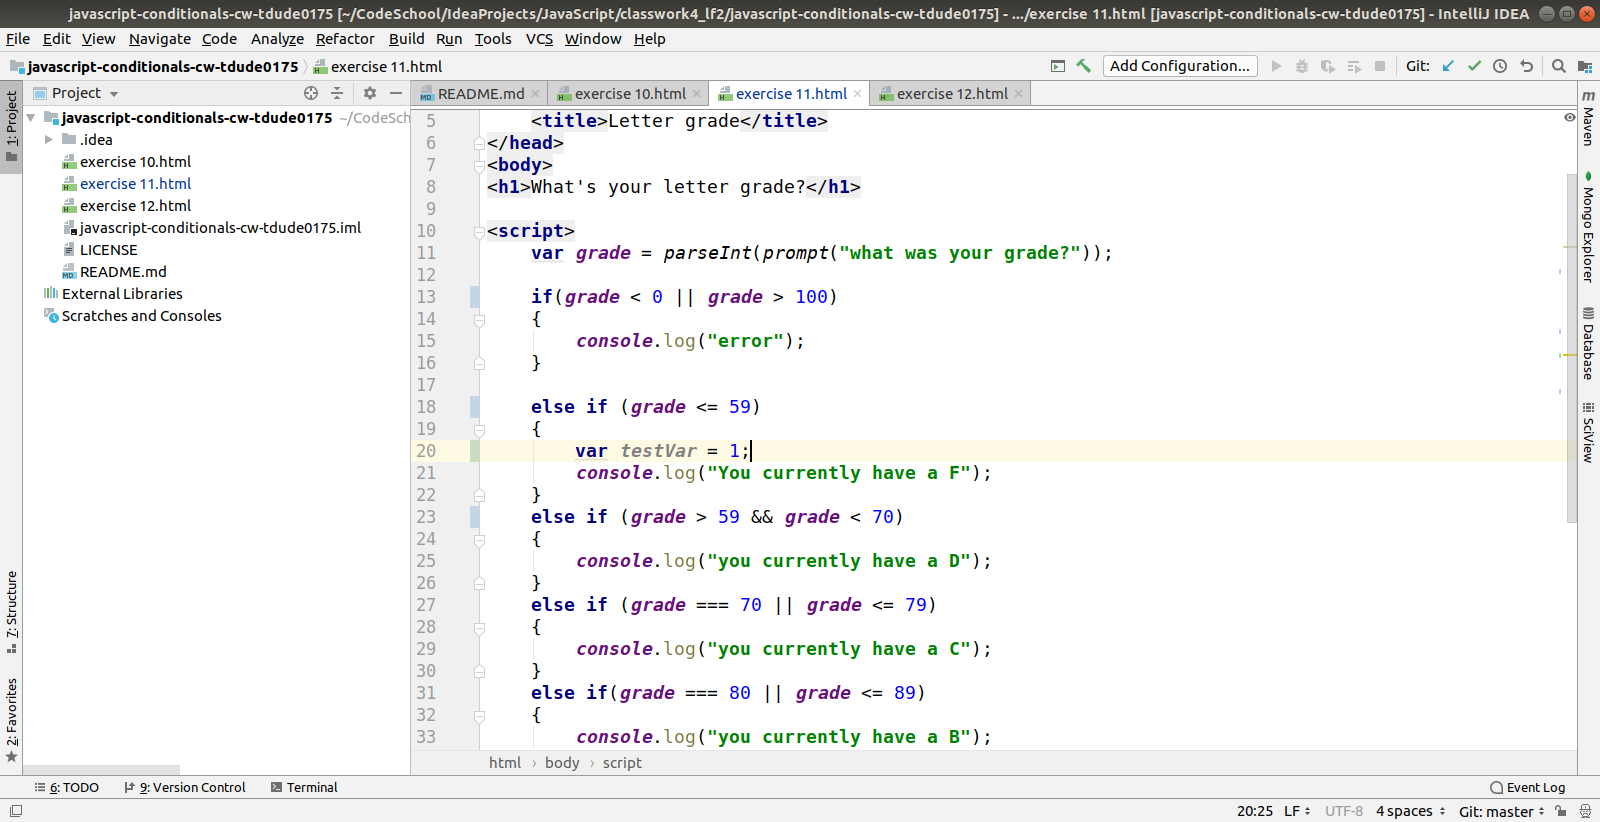 javascript-conditionals-cw-tdude0175 [~/CodeSchool/IdeaProjects/JavaScript/classwork4_lf2/javascript-conditionals-cw-tdude0175] - .../exercise 11.html [javascript-conditionals-cw-tdude0175] - IntelliJ IDEA
File Edit View Navigate Code Analyze Refactor Build Run Tools VCS Window Help
javascript-conditionals-cw-tdude0175 exercise 11.html Add Configuration... Git:
1: Project
7: Structure
2: Favorites
Project
javascript-conditionals-cw-tdude0175 ~/CodeSch
.idea
exercise 10.html
exercise 11.html
exercise 12.html
javascript-conditionals-cw-tdude0175.iml
LICENSE
README.md
External Libraries
Scratches and Consoles
README.md exercise 10.html exercise 11.html exercise 12.html
5 <title>Letter grade</title>
6 </head>
7 <body>
8 <h1>What's your letter grade?</h1>
9
10 <script>
11 var grade = parseInt(prompt("what was your grade?"));
12
13 if(grade < 0 || grade > 100)
14 {
15 console.log("error");
16 }
17
18 else if (grade <= 59)
19 {
20 var testVar = 1;
21 console.log("You currently have a F");
22 }
23 else if (grade > 59 && grade < 70)
24 {
25 console.log("you currently have a D");
26 }
27 else if (grade === 70 || grade <= 79)
28 {
29 console.log("you currently have a C");
30 }
31 else if(grade === 80 || grade <= 89)
32 {
33 console.log("you currently have a B");
html › body › script
m Maven
Mongo Explorer
Database
SciView
6: TODO 9: Version Control Terminal Event Log
20:25 LF UTF-8 4 spaces Git: master